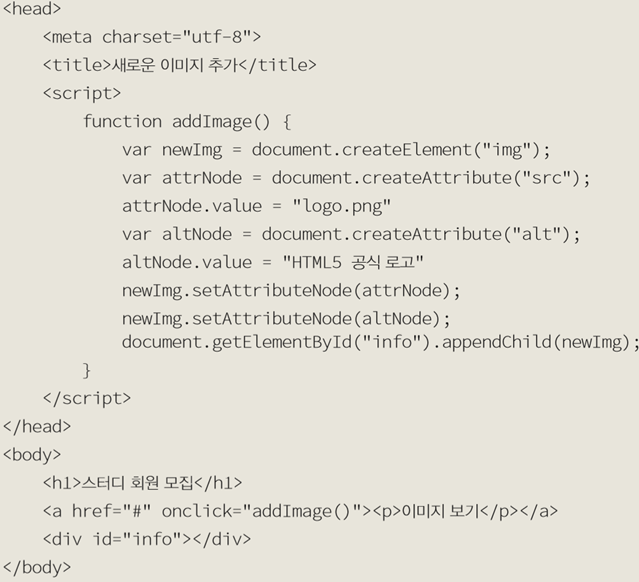 <head>
    <meta charset="utf-8">
    <title>새로운 이미지 추가</title>
    <script>
        function addImage() {
            var newImg = document.createElement("img");
            var attrNode = document.createAttribute("src");
            attrNode.value = "logo.png"
            var altNode = document.createAttribute("alt");
            altNode.value = "HTML5 공식 로고"
            newImg.setAttributeNode(attrNode);
            newImg.setAttributeNode(altNode);
            document.getElementById("info").appendChild(newImg);
        }
    </script>
</head>
<body>
    <h1>스터디 회원 모집</h1>
    <a href="#" onclick="addImage()"><p>이미지 보기</p></a>
    <div id="info"></div>
</body>